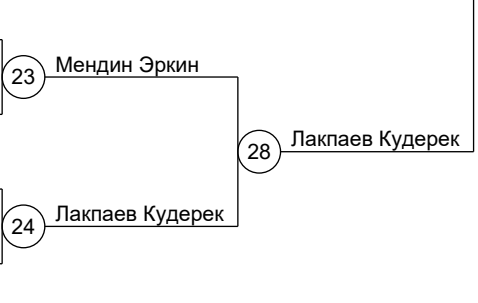 23 Мендин Эркин
28 Лакпаев Кудерек
24 Лакпаев Кудерек